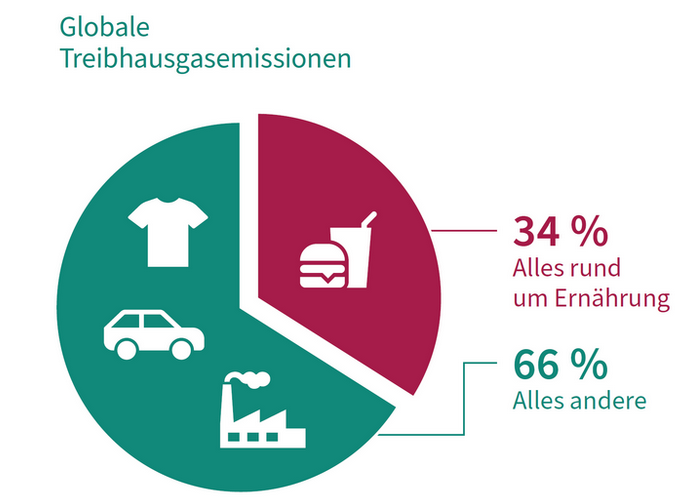 Globale
Treibhausgasemissionen
34 %
Alles rund
um Ernährung
66 %
Alles andere